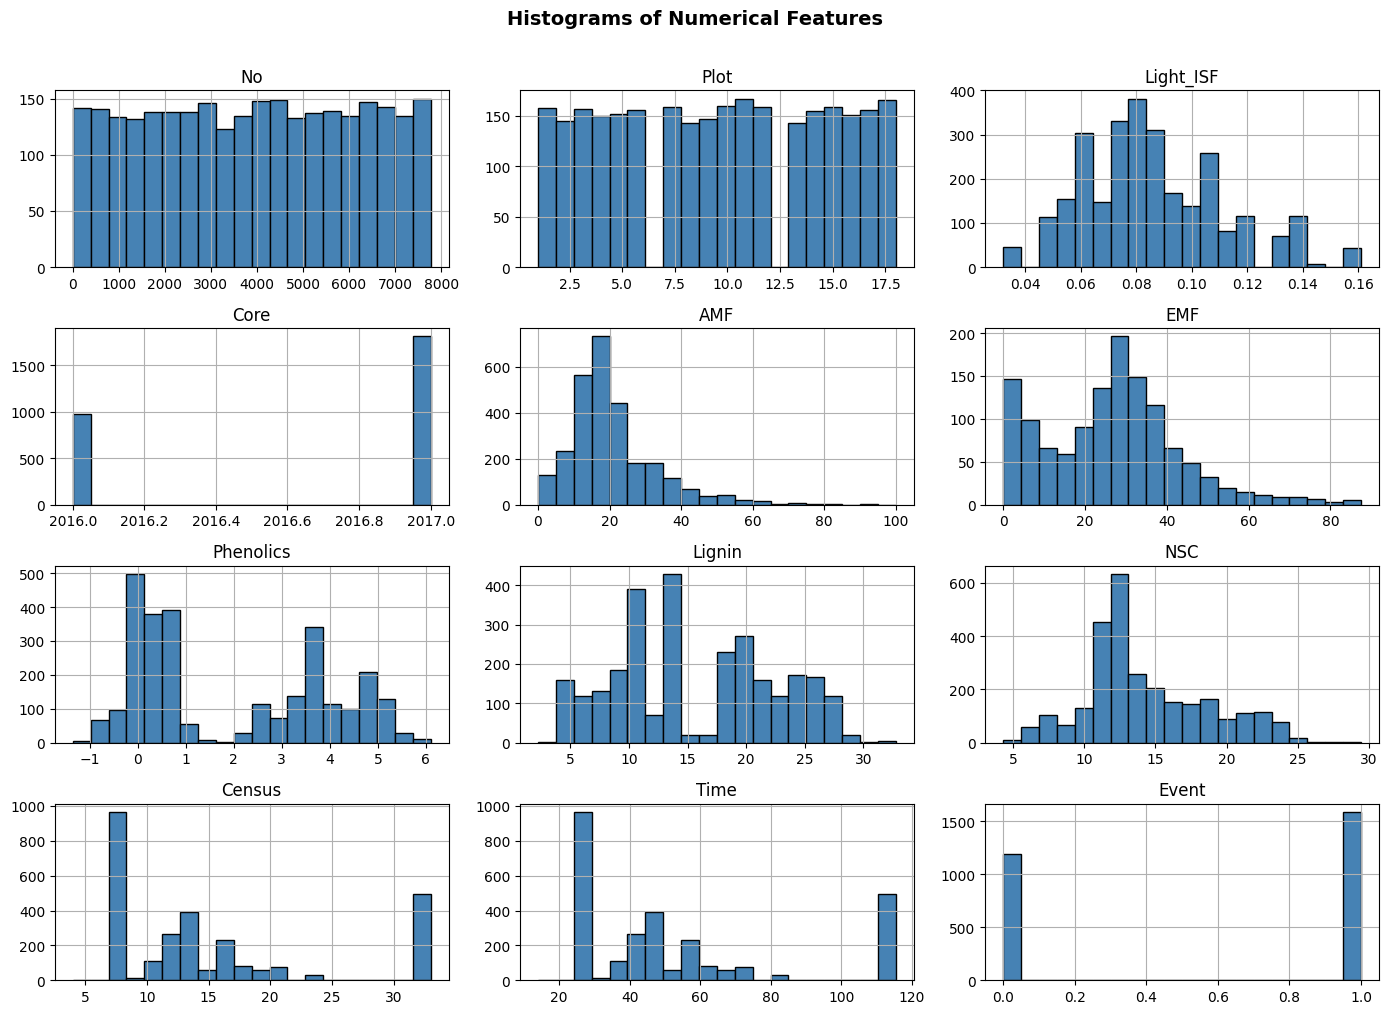 Histograms of Numerical Features
No
Plot
Light_ISF
150
100
50
0
0 1000 2000 3000 4000 5000 6000 7000 8000
150
100
50
0
2.5 5.0 7.5 10.0 12.5 15.0 17.5
400
300
200
100
0
0.04 0.06 0.08 0.10 0.12 0.14 0.16
Core
AMF
EMF
1500
1000
500
0
2016.0 2016.2 2016.4 2016.6 2016.8 2017.0
600
400
200
0
0 20 40 60 80 100
200
150
100
50
0
0 20 40 60 80
Phenolics
Lignin
NSC
500
400
300
200
100
0
−1 0 1 2 3 4 5 6
400
300
200
100
0
5 10 15 20 25 30
600
400
200
0
5 10 15 20 25 30
Census
Time
Event
1000
800
600
400
200
0
5 10 15 20 25 30
1000
800
600
400
200
0
20 40 60 80 100 120
1500
1000
500
0
0.0 0.2 0.4 0.6 0.8 1.0